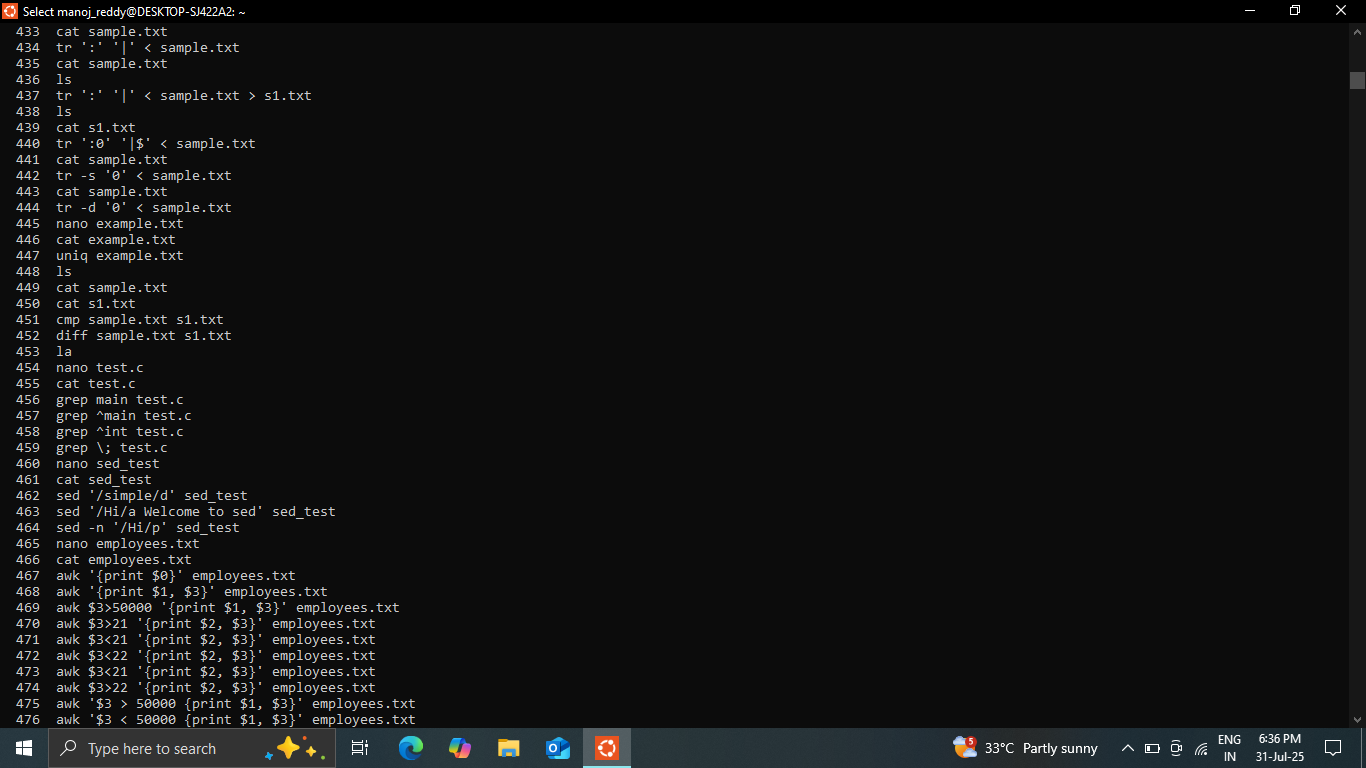 Select manoj_reddy@DESKTOP-SJ422A2: ~
433 cat sample.txt
434 tr ':' '|' < sample.txt
435 cat sample.txt
436 ls
437 tr ':' '|' < sample.txt > s1.txt
438 ls
439 cat s1.txt
440 tr ':0' '|$' < sample.txt
441 cat sample.txt
442 tr -s '0' < sample.txt
443 cat sample.txt
444 tr -d '0' < sample.txt
445 nano example.txt
446 cat example.txt
447 uniq example.txt
448 ls
449 cat sample.txt
450 cat s1.txt
451 cmp sample.txt s1.txt
452 diff sample.txt s1.txt
453 la
454 nano test.c
455 cat test.c
456 grep main test.c
457 grep ^main test.c
458 grep ^int test.c
459 grep \; test.c
460 nano sed_test
461 cat sed_test
462 sed '/simple/d' sed_test
463 sed '/Hi/a Welcome to sed' sed_test
464 sed -n '/Hi/p' sed_test
465 nano employees.txt
466 cat employees.txt
467 awk '{print $0}' employees.txt
468 awk '{print $1, $3}' employees.txt
469 awk $3>50000 '{print $1, $3}' employees.txt
470 awk $3>21 '{print $2, $3}' employees.txt
471 awk $3<21 '{print $2, $3}' employees.txt
472 awk $3<22 '{print $2, $3}' employees.txt
473 awk $3<21 '{print $2, $3}' employees.txt
474 awk $3>22 '{print $2, $3}' employees.txt
475 awk '$3 > 50000 {print $1, $3}' employees.txt
476 awk '$3 < 50000 {print $1, $3}' employees.txt
Type here to search
5
33°C Partly sunny
ENG
IN
6:36 PM
31-Jul-25